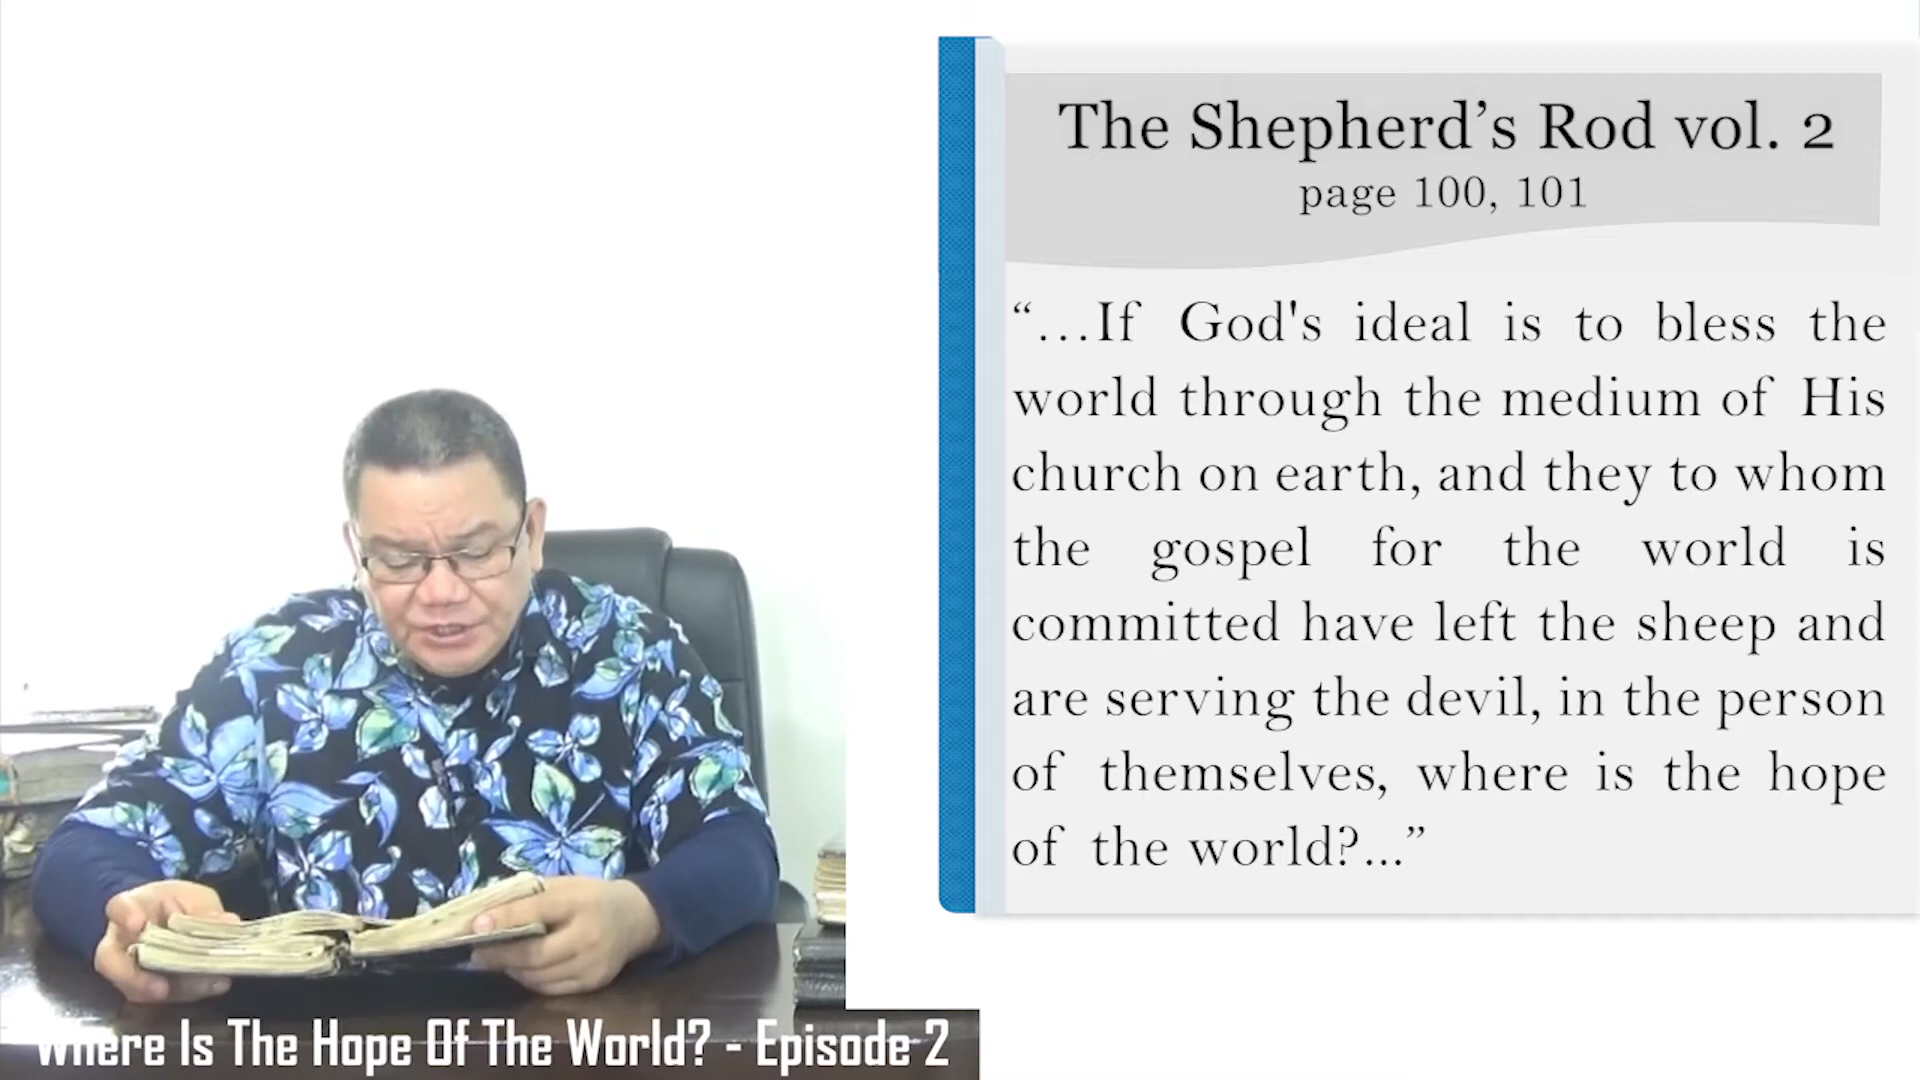 The Shepherd’s Rod vol. 2
page 100, 101
“…If God's ideal is to bless the
world through the medium of His
church on earth, and they to whom
the gospel for the world is
committed have left the sheep and
are serving the devil, in the person
of themselves, where is the hope
of the world?...”
Where Is The Hope Of The World? - Episode 2